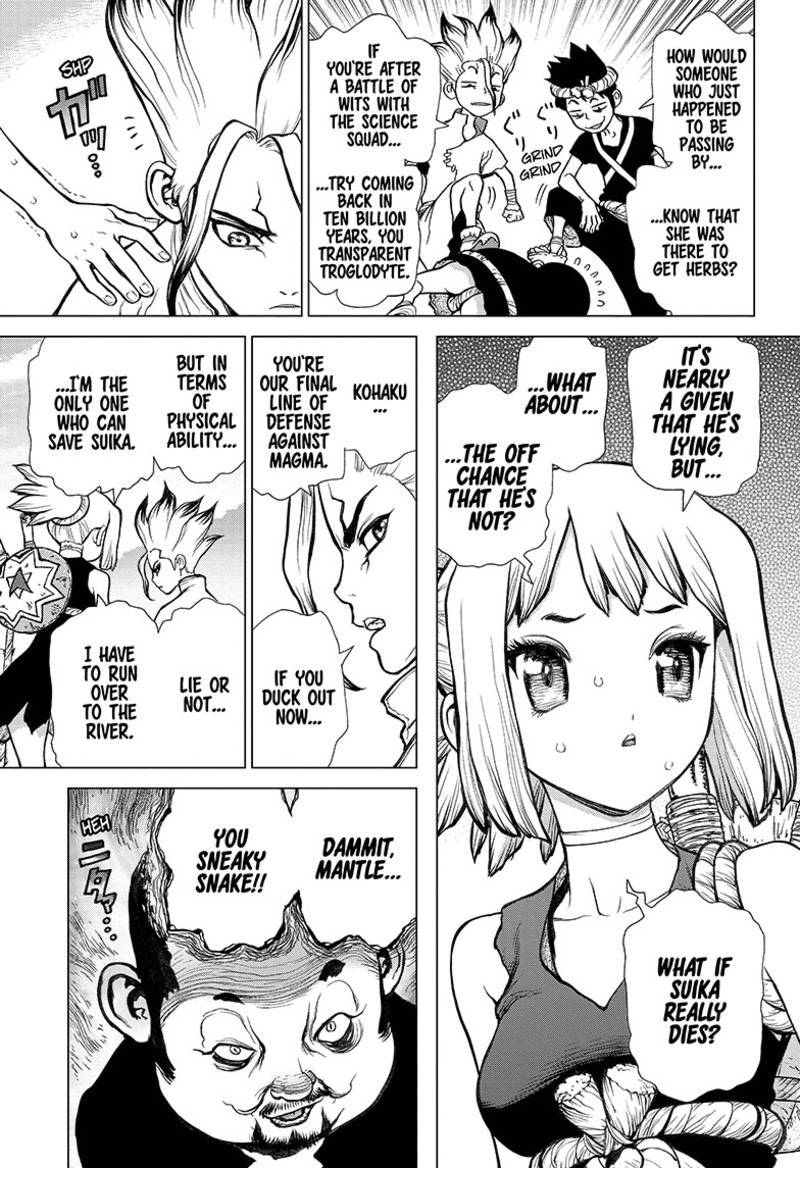 HOW WOULD
SOMEONE
WHO JUST
HAPPENED
TO BE
PASSING
BY...
...KNOW THAT
SHE WAS
THERE TO
GET HERBS?
GRIND
GRIND
グリグリ
IF
YOU'RE AFTER
A BATTLE OF
WITS WITH
THE SCIENCE
SQUAD...
...TRY COMING
BACK IN
TEN BILLION
YEARS, YOU
TRANSPARENT
TROGLODYTE.
SHP
ガッ
IT'S
NEARLY
A GIVEN
THAT HE'S
LYING,
BUT...
...WHAT
ABOUT...
...THE OFF
CHANCE
THAT HE'S
NOT?
WHAT IF
SUIKA
REALLY
DIES?
KOHAKU
...
YOU'RE
OUR FINAL
LINE OF
DEFENSE
AGAINST
MAGMA.
IF YOU
DUCK OUT
NOW...
BUT IN
TERMS
OF
PHYSICAL
ABILITY...
...I'M THE
ONLY ONE
WHO CAN
SAVE SUIKA.
LIE OR
NOT...
I HAVE
TO RUN
OVER
TO THE
RIVER.
DAMMIT,
MANTLE...
YOU
SNEAKY
SNAKE!!
HEH
ニタァ